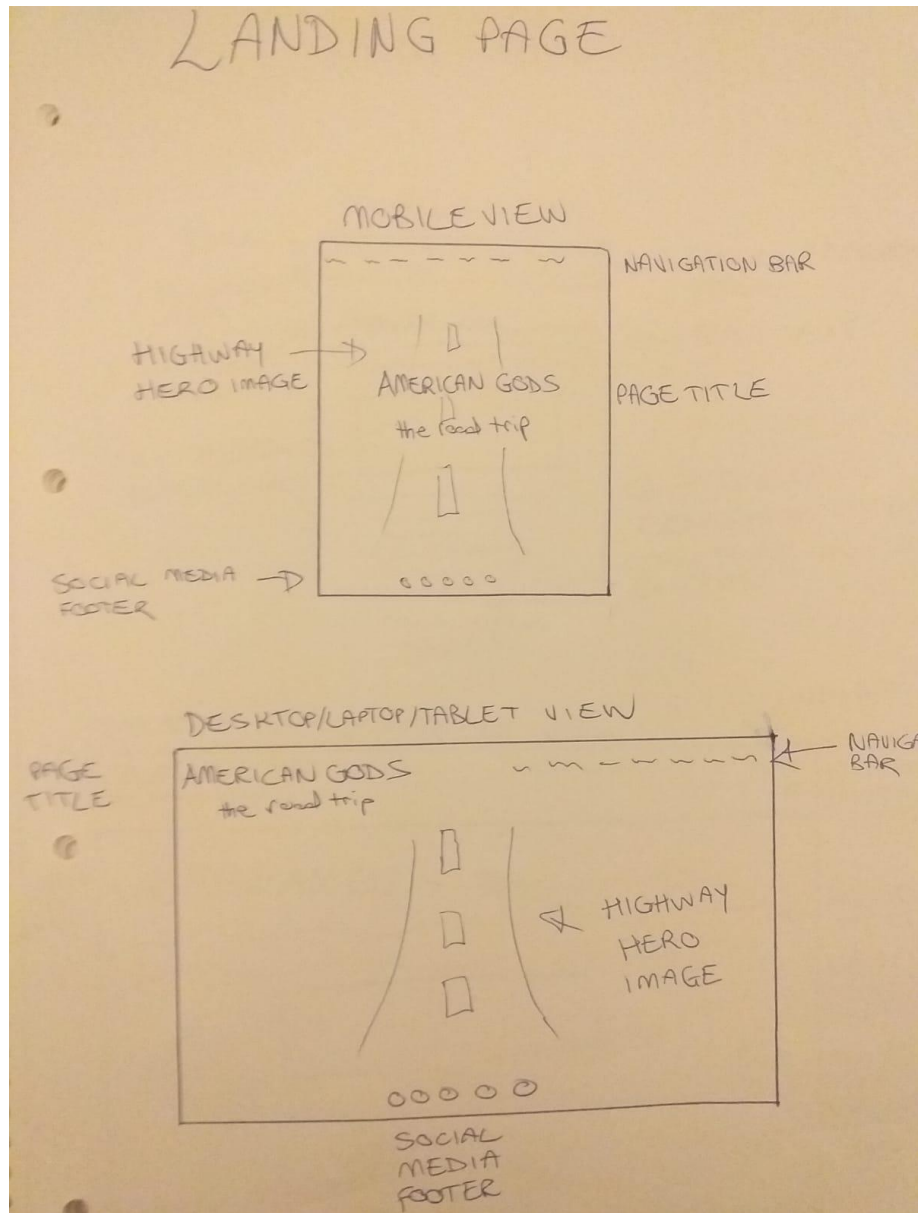 LANDING PAGE
MOBILE VIEW
NAVIGATION BAR
HIGHWAY
HERO IMAGE
AMERICAN GODS
the road trip
PAGE TITLE
SOCIAL MEDIA
FOOTER
DESKTOP/LAPTOP/TABLET VIEW
PAGE
TITLE
AMERICAN GODS
the road trip
NAVIGA
BAR
HIGHWAY
HERO
IMAGE
SOCIAL
MEDIA
FOOTER